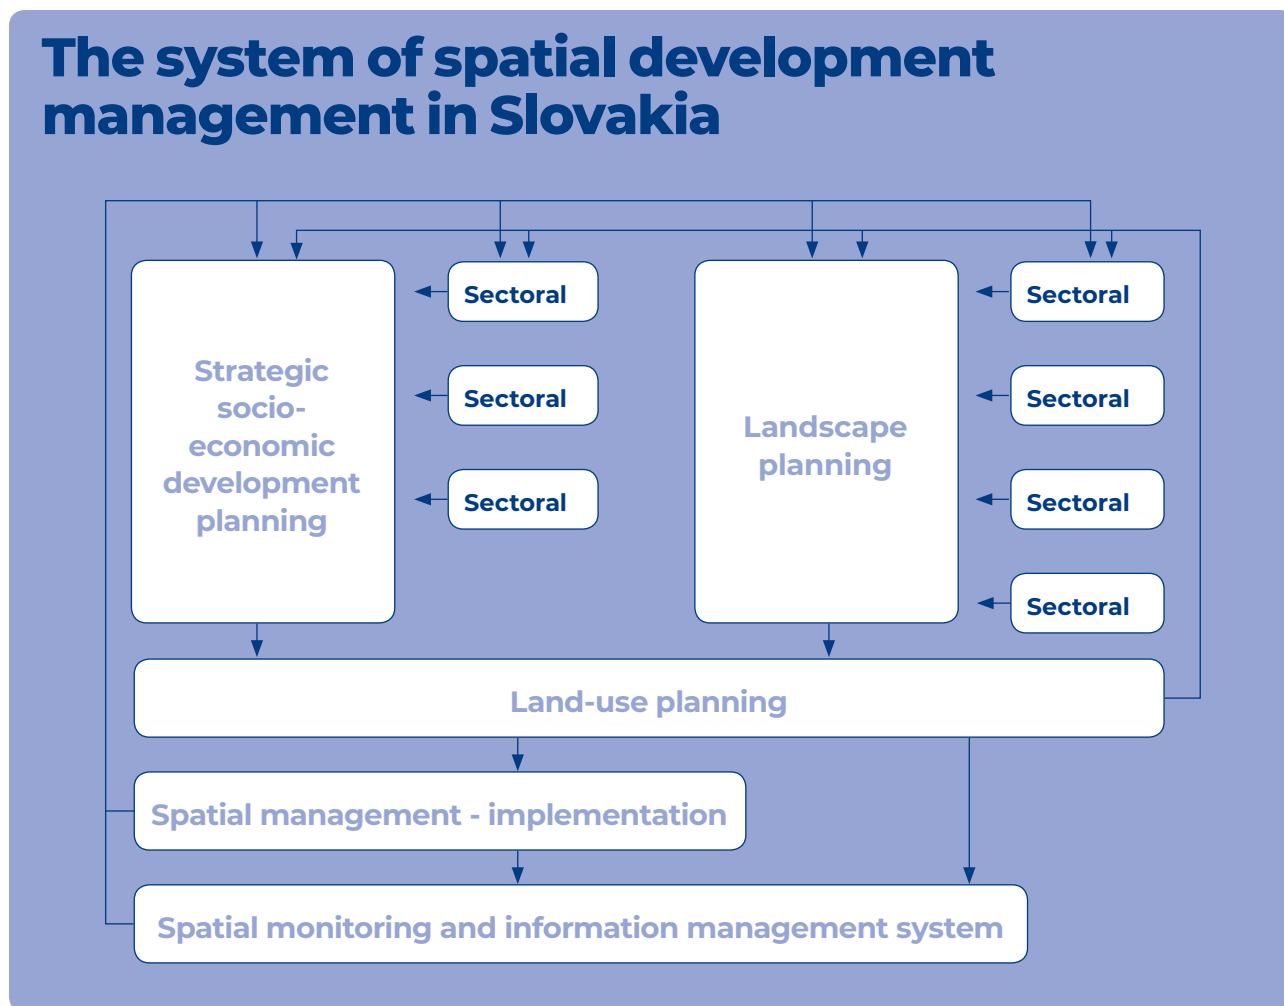 The system of spatial development
management in Slovakia
Strategic
socio-
economic
development
planning
Sectoral
Sectoral
Sectoral
Landscape
planning
Sectoral
Sectoral
Sectoral
Sectoral
Land-use planning
Spatial management - implementation
Spatial monitoring and information management system